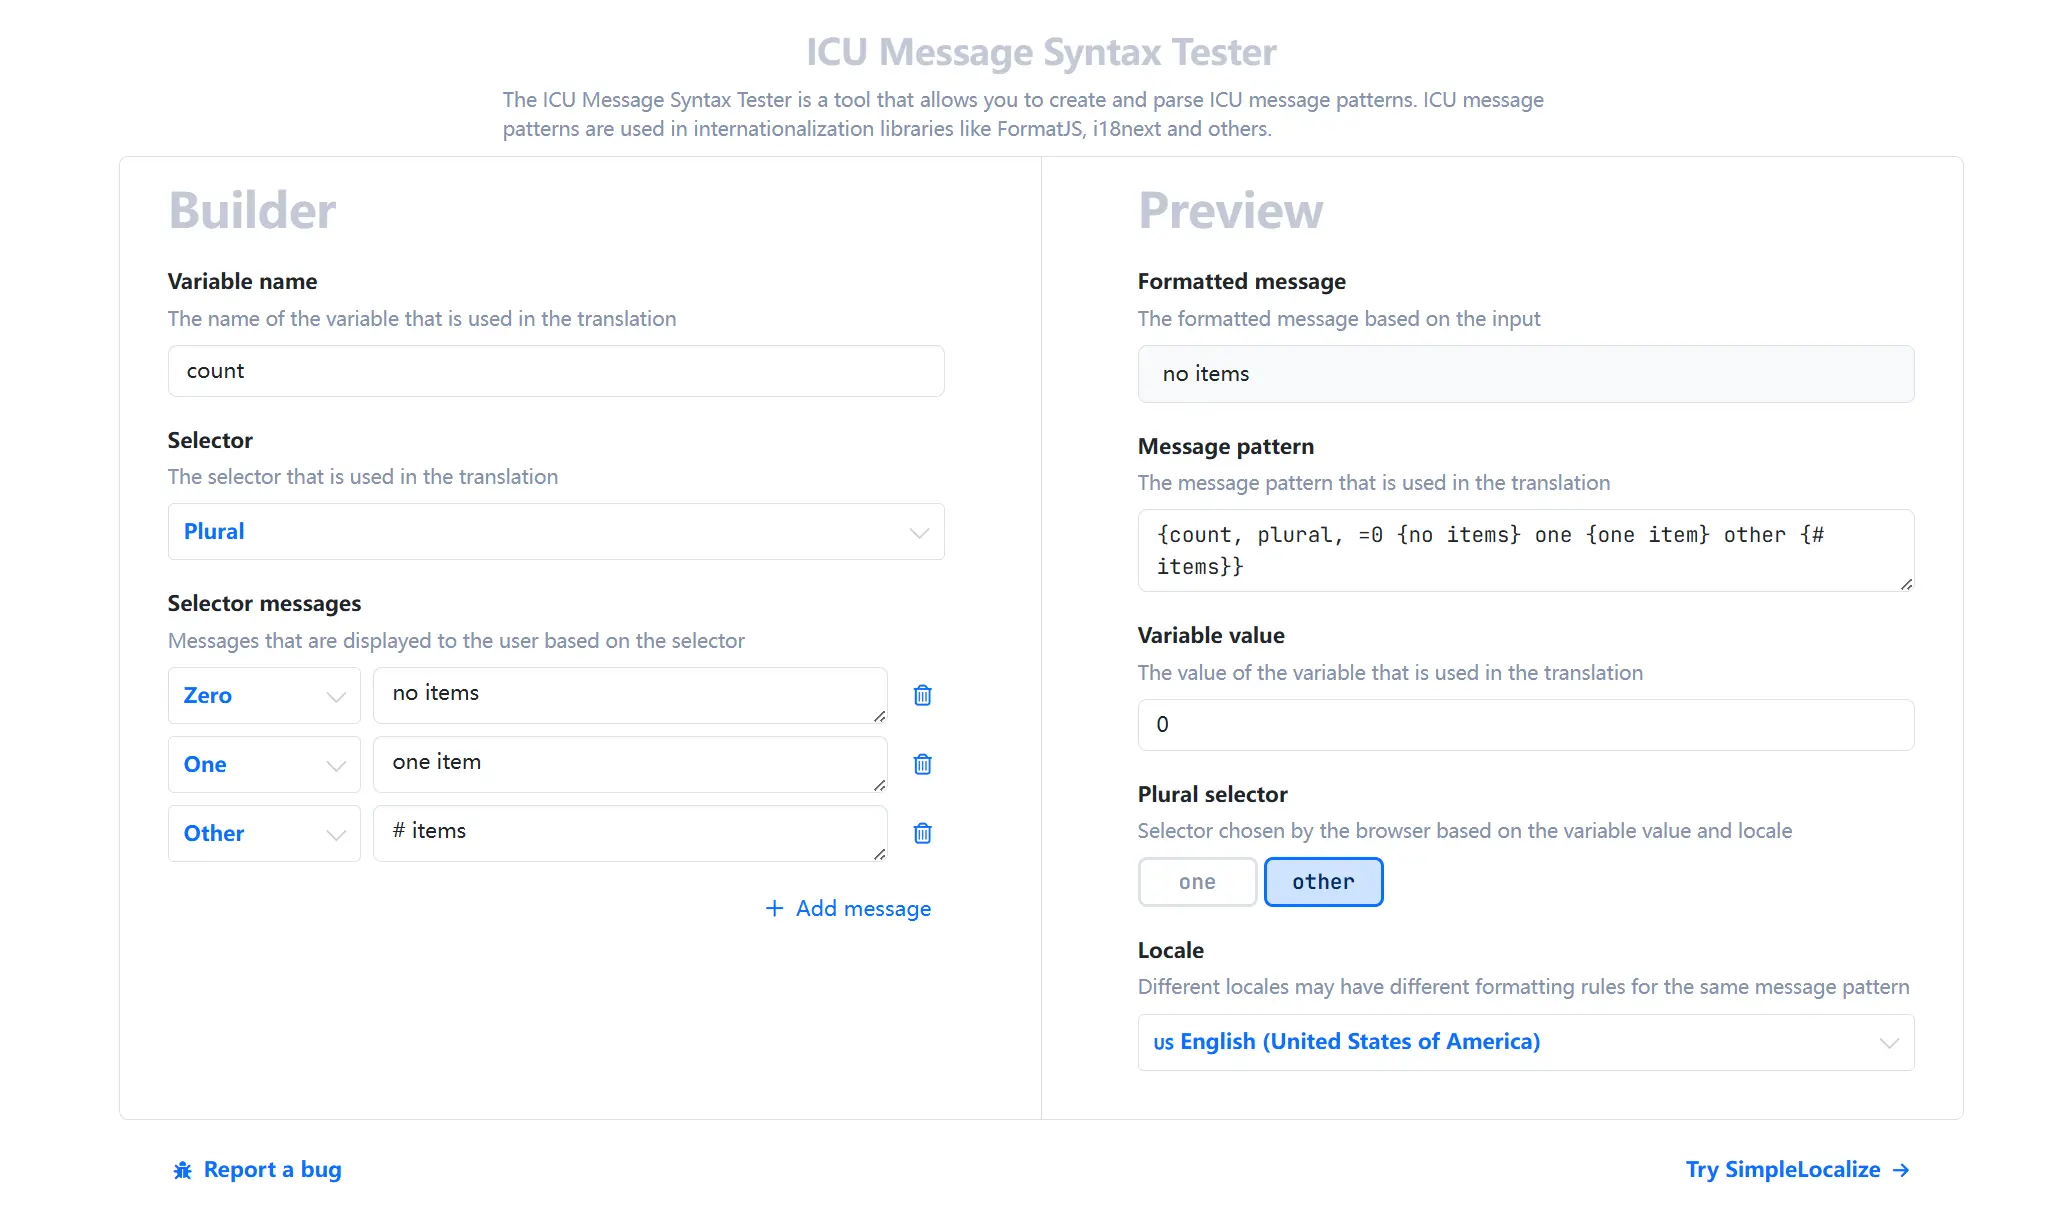 ICU Message Syntax Tester
The ICU Message Syntax Tester is a tool that allows you to create and parse ICU message patterns. ICU message
patterns are used in internationalization libraries like FormatJS, i18next and others.
Builder
Variable name
The name of the variable that is used in the translation
count
Selector
The selector that is used in the translation
Plural
Selector messages
Messages that are displayed to the user based on the selector
Zero
no items
One
one item
Other
# items
+ Add message
Preview
Formatted message
The formatted message based on the input
no items
Message pattern
The message pattern that is used in the translation
{count, plural, =0 {no items} one {one item} other {#
items}}
Variable value
The value of the variable that is used in the translation
0
Plural selector
Selector chosen by the browser based on the variable value and locale
one
other
Locale
Different locales may have different formatting rules for the same message pattern
US English (United States of America)
Report a bug
Try SimpleLocalize →